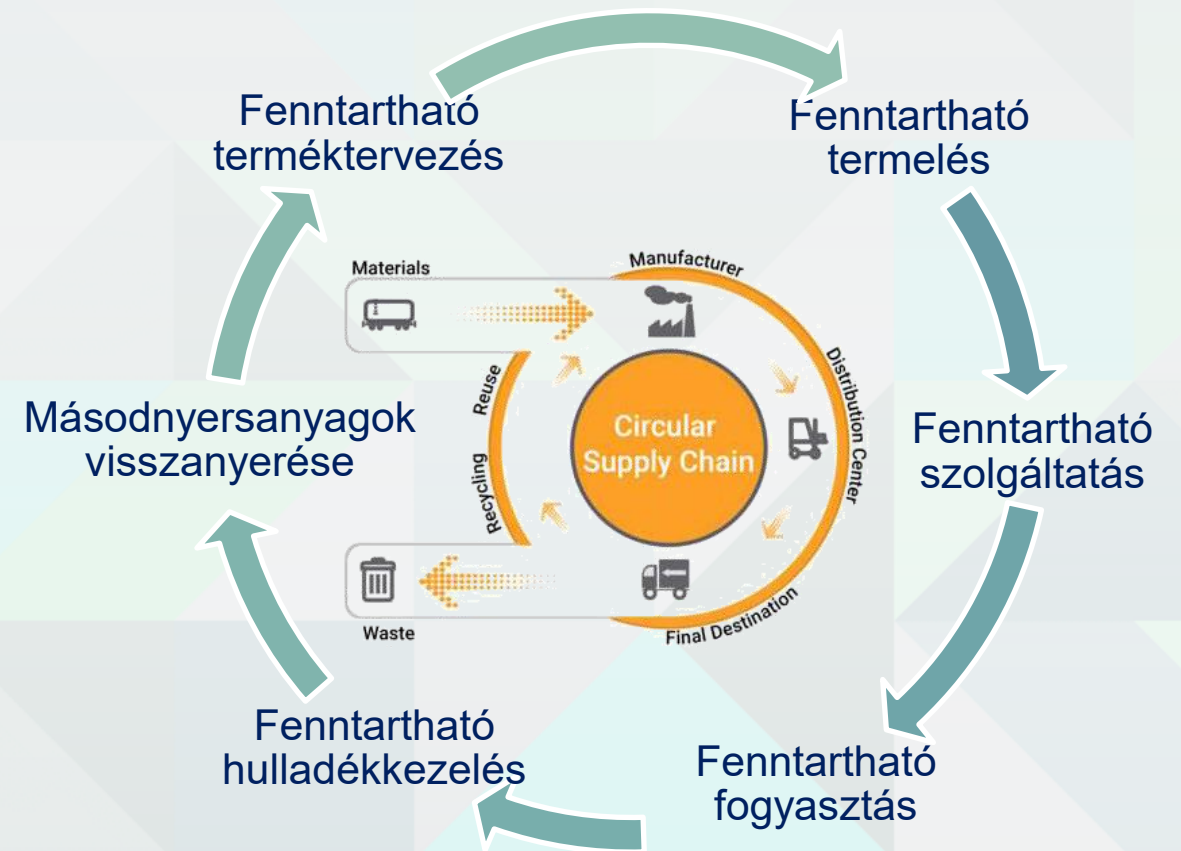 Fenntartható
terméktervezés
Fenntartható
termelés
Materials
Manufacturer
Distribution Center
Reuse
Másodnyersanyagok
visszanyerése
Circular
Supply Chain
Fenntartható
szolgáltatás
Recycling
Final Destination
Waste
Fenntartható
hulladékkezelés
Fenntartható
fogyasztás